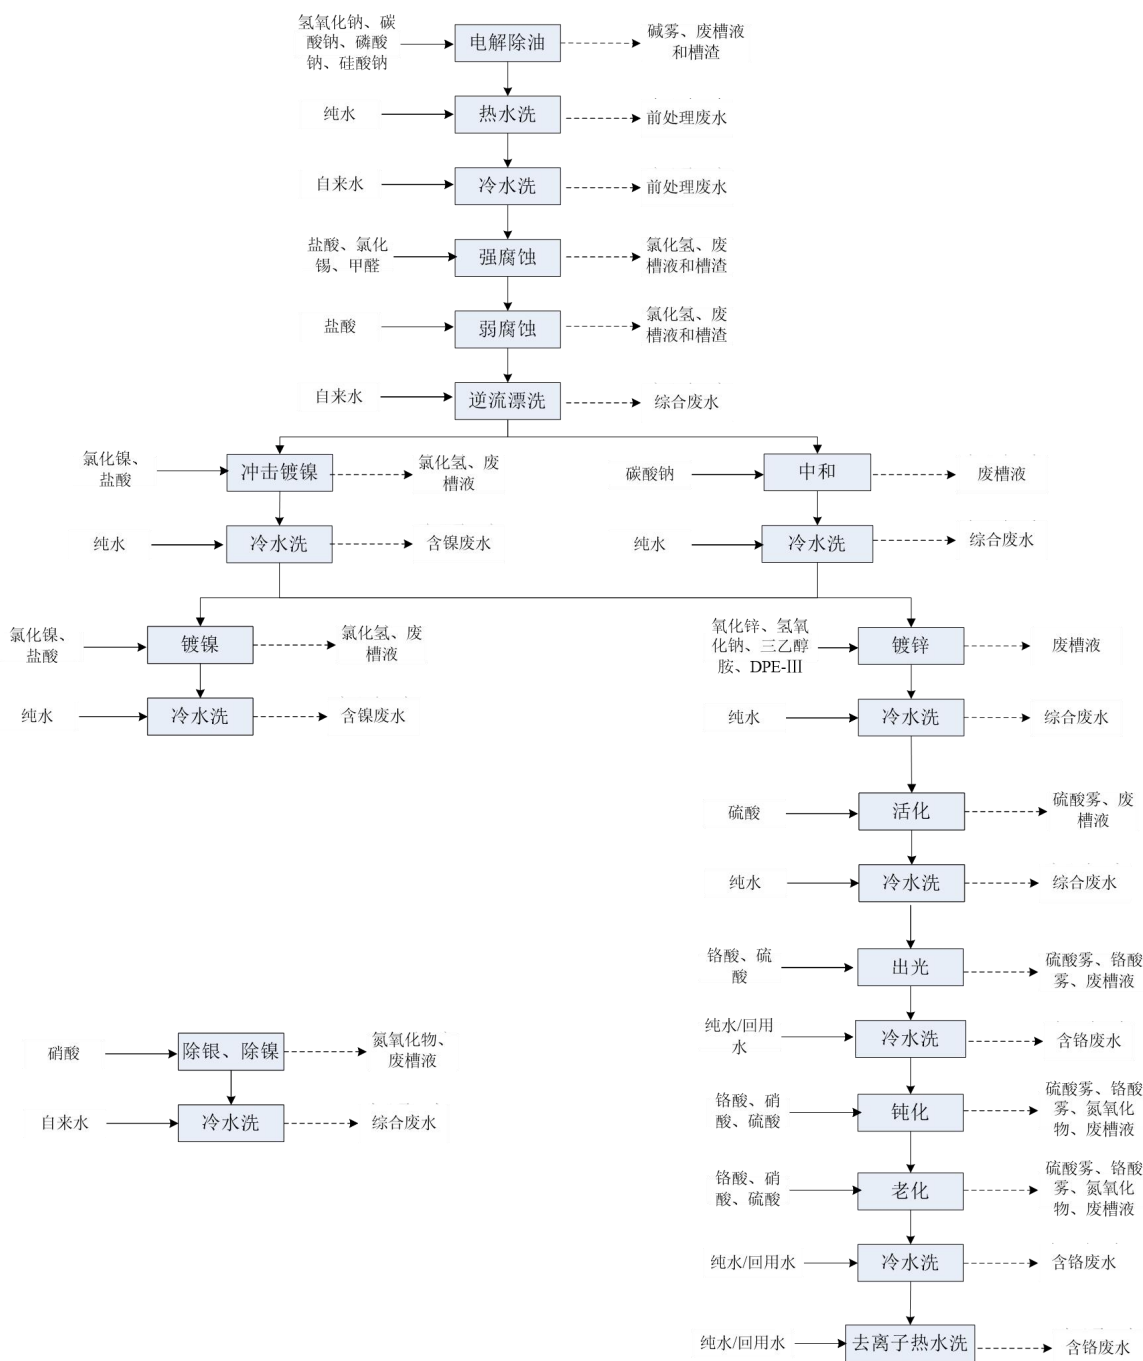 氢氧化钠、碳
酸钠、磷酸
钠、硅酸钠
电解除油
碱雾、废槽液
和槽渣
纯水
热水洗
前处理废水
自来水
冷水洗
前处理废水
盐酸、氯化
锡、甲醛
强腐蚀
氯化氢、废
槽液和槽渣
盐酸
弱腐蚀
氯化氢、废
槽液和槽渣
自来水
逆流漂洗
综合废水
氯化镍、
盐酸
冲击镀镍
氯化氢、废
槽液
碳酸钠
中和
废槽液
纯水
冷水洗
含镍废水
纯水
冷水洗
综合废水
氯化镍、
盐酸
镀镍
氯化氢、废
槽液
氧化锌、氢氧
化钠、三乙醇
胺、DPE-III
镀锌
废槽液
纯水
冷水洗
含镍废水
纯水
冷水洗
综合废水
硫酸
活化
硫酸雾、废
槽液
纯水
冷水洗
综合废水
铬酸、硫
酸
出光
硫酸雾、铬酸
雾、废槽液
硝酸
除银、除镍
氮氧化物、
废槽液
纯水/回用
水
冷水洗
含铬废水
自来水
冷水洗
综合废水
铬酸、硝
酸、硫酸
钝化
硫酸雾、铬酸
雾、氮氧化
物、废槽液
铬酸、硝
酸、硫酸
老化
硫酸雾、铬酸
雾、氮氧化
物、废槽液
纯水/回用水
冷水洗
含铬废水
纯水/回用水
去离子热水洗
含铬废水